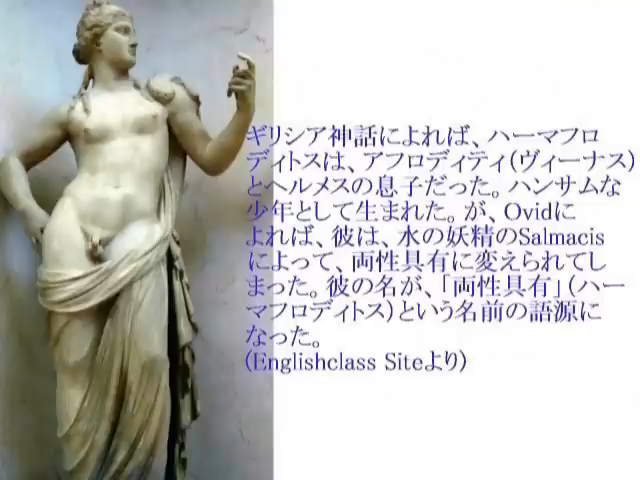 ギリシア神話によれば、ハーマフロ
ディトスは、アフロディティ(ヴィーナス)
とヘルメスの息子だった。ハンサムな
少年として生まれた。が、Ovidに
よれば、彼は、水の妖精のSalmacis
によって、両性具有に変えられてし
まった。彼の名が、「両性具有」(ハー
マフロディトス)という名前の語源に
なった。
(Englishclass Siteより)